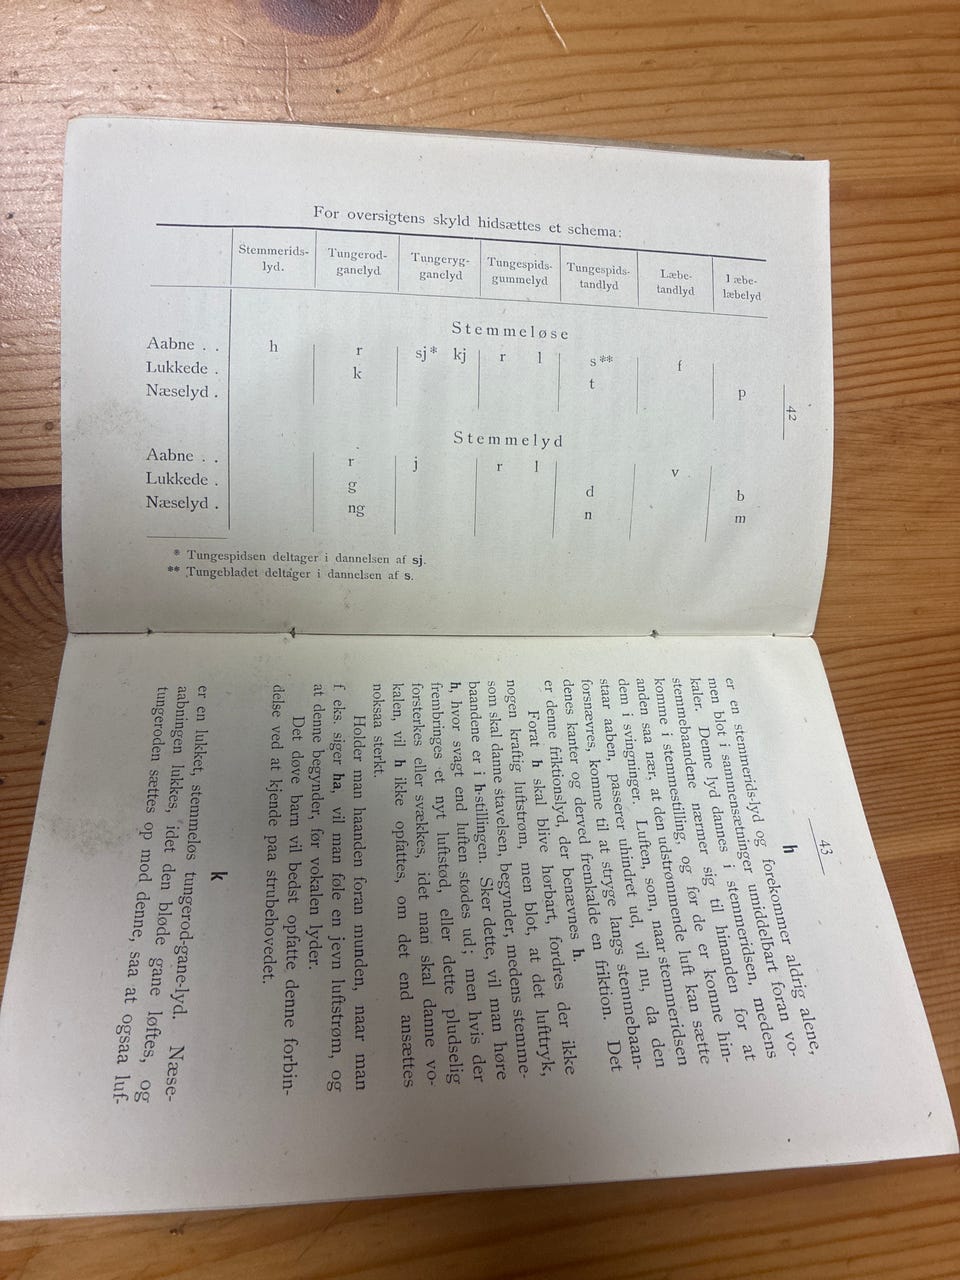 42
For oversigtens skyld hidsættes et schema:
Stemmerids-lyd. Tungerod-ganelyd Tungeryg-ganelyd Tungespids-gummelyd Tungespids-tandlyd Læbe-tandlyd Læbe-læbelyd
Stemmeløse
Aabne . . h r sj* kj r l s** f
Lukkede . k t p
Næselyd .
Stemmelyd
Aabne . . r j r l v
Lukkede . g d b
Næselyd . ng n m
* Tungespidsen deltager i dannelsen af sj.
** Tungebladet deltager i dannelsen af s.
43
h
er en stemmerids-lyd og forekommer aldrig alene,
men blot i sammensætninger umiddelbart foran vo-
kaler. Denne lyd dannes i stemmeridsen, medens
stemmebaandene nærmer sig til hinanden for at
komme i stemmestilling, og før de er komne hin-
anden saa nær, at den udstrømmende luft kan sætte
dem i svingninger. Luften, som, naar stemmeridsen
staar aaben, passerer uhindret ud, vil nu, da den
forsnævres, komme til at stryge langs stemmebaan-
denes kanter og derved fremkalde en friktion. Det
er denne friktionslyd, der benævnes h.
Forat h skal blive hørbart, fordres der ikke
nogen kraftig luftstrøm, men blot, at det lufttryk,
som skal danne stavelsen, begynder, medens stemme-
baandene er i h-stillingen. Sker dette, vil man høre
h, hvor svagt end luften stødes ud; men hvis der
frembringes et nyt luftstød, eller dette pludselig
forsterkes eller svækkes, idet man skal danne vo-
kalen, vil h ikke opfattes, om det end ansættes
noksaa sterkt.
Holder man haanden foran munden, naar man
f. eks. siger ha, vil man føle en jevn luftstrøm, og
at denne begynder, før vokalen lyder.
Det døve barn vil bedst opfatte denne forbin-
delse ved at kjende paa strubehovedet.
k
er en lukket, stemmeløs tungerod-gane-lyd. Næse-
aabningen lukkes, idet den bløde gane løftes, og
tungeroden sættes op mod denne, saa at ogsaa luf-